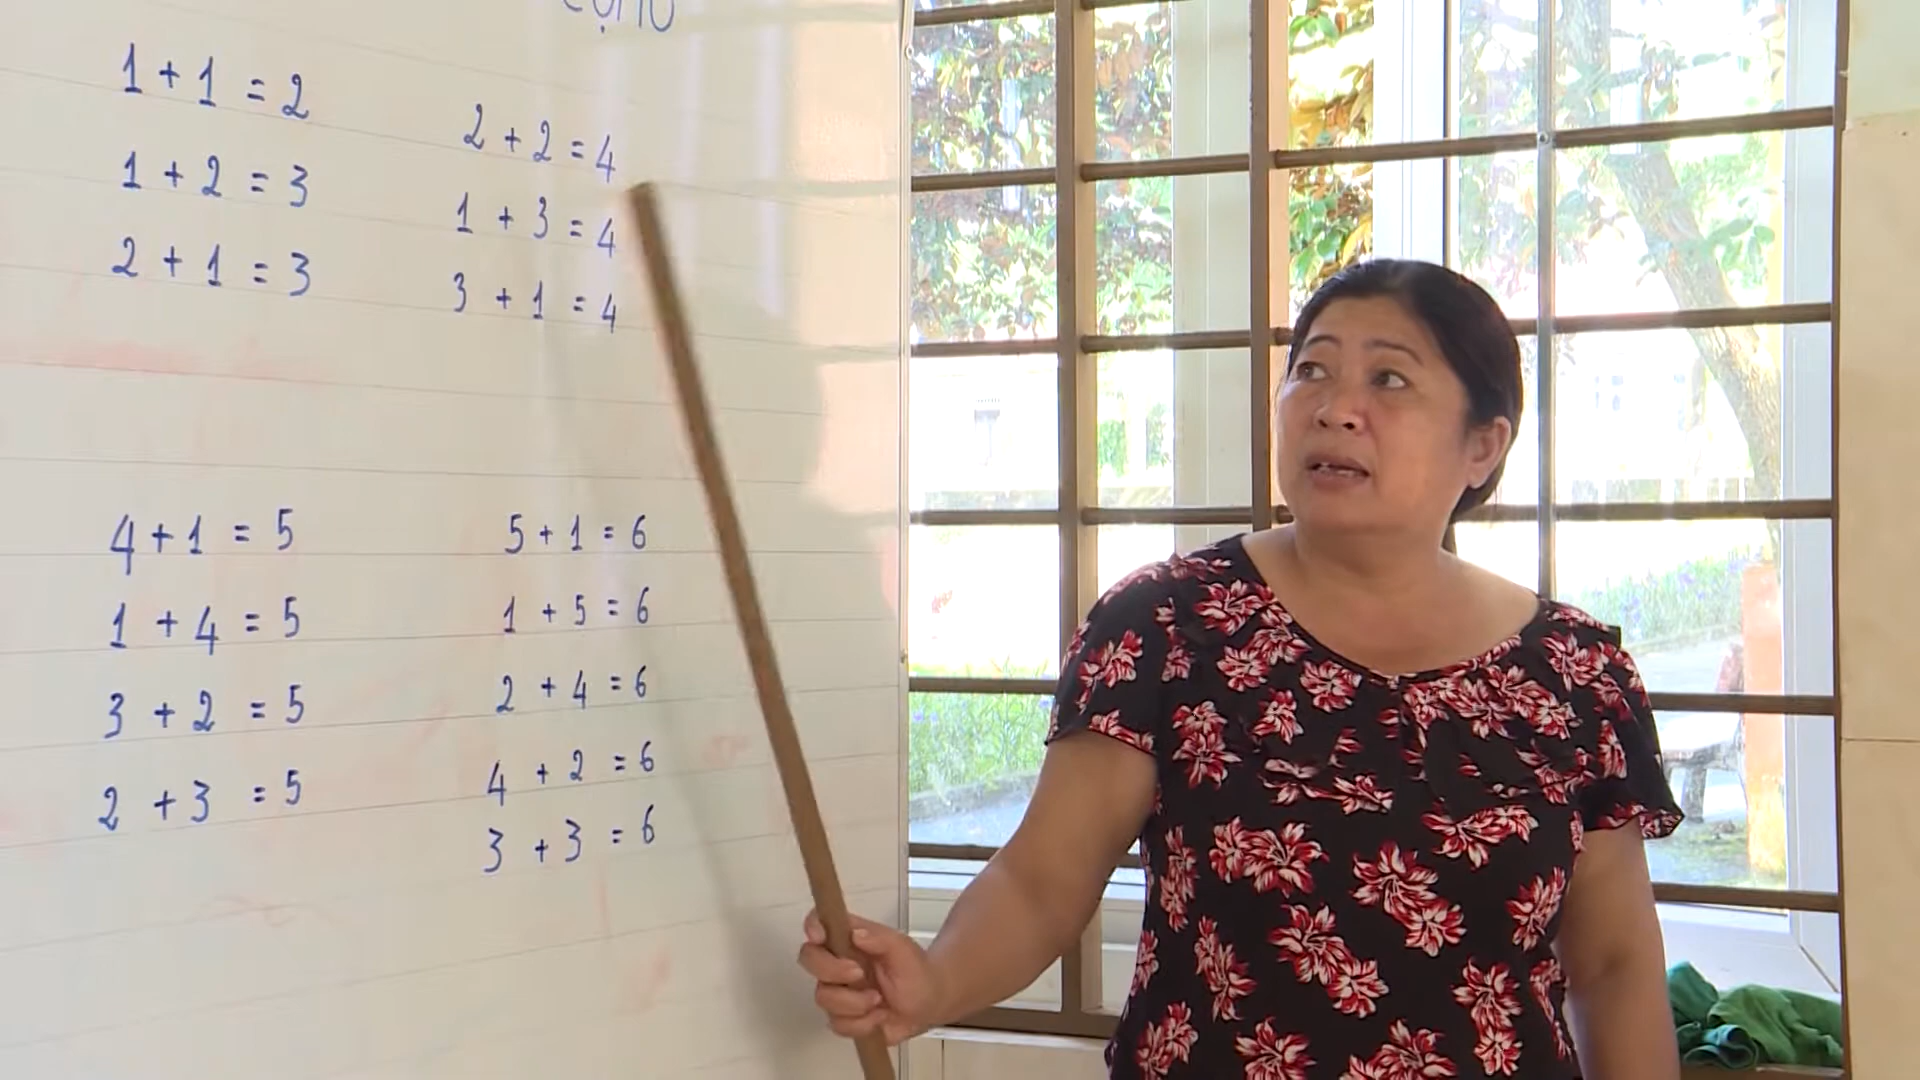 1 + 1 = 2
1 + 2 = 3
2 + 1 = 3
2 + 2 = 4
1 + 3 = 4
3 + 1 = 4
4 + 1 = 5
1 + 4 = 5
3 + 2 = 5
2 + 3 = 5
5 + 1 = 6
1 + 5 = 6
2 + 4 = 6
4 + 2 = 6
3 + 3 = 6